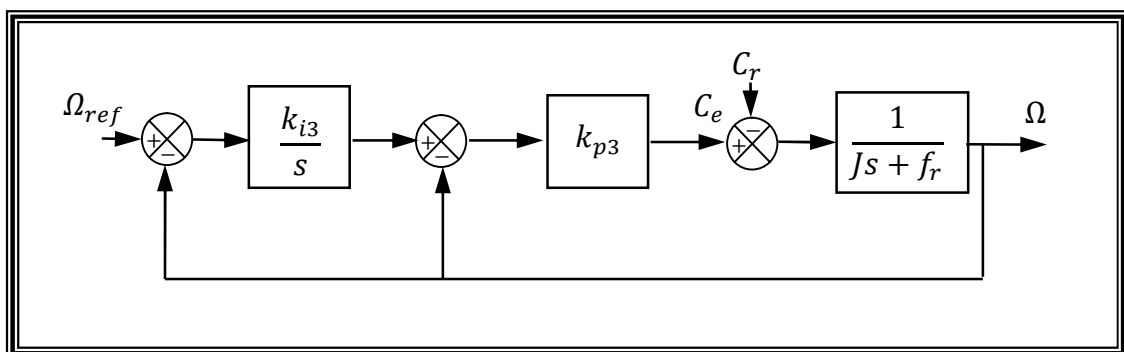 C_r
Ω_ref
+
−
k_i3
s
+
−
k_p3
C_e
−
+
1
Js + f_r
Ω